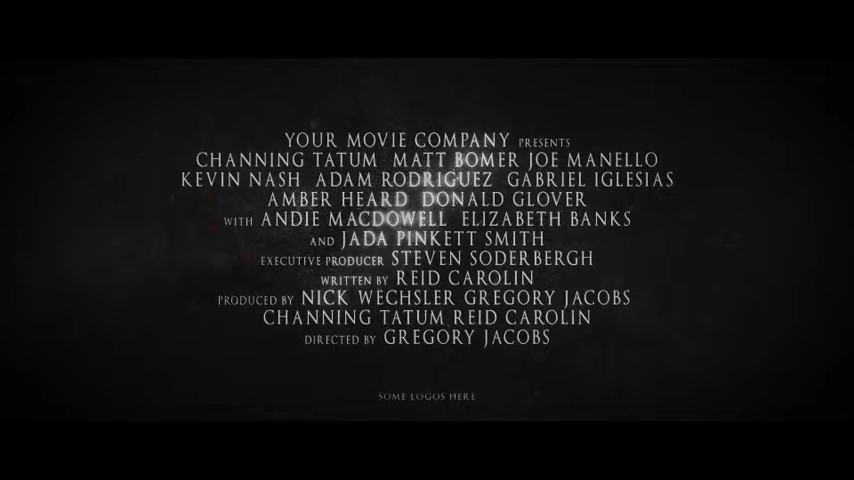 YOUR MOVIE COMPANY PRESENTS
CHANNING TATUM MATT BOMER JOE MANELLO
KEVIN NASH ADAM RODRIGUEZ GABRIEL IGLESIAS
AMBER HEARD DONALD GLOVER
WITH ANDIE MACDOWELL ELIZABETH BANKS
AND JADA PINKETT SMITH
EXECUTIVE PRODUCER STEVEN SODERBERGH
WRITTEN BY REID CAROLIN
PRODUCED BY NICK WECHSLER GREGORY JACOBS
CHANNING TATUM REID CAROLIN
DIRECTED BY GREGORY JACOBS
SOME LOGOS HERE